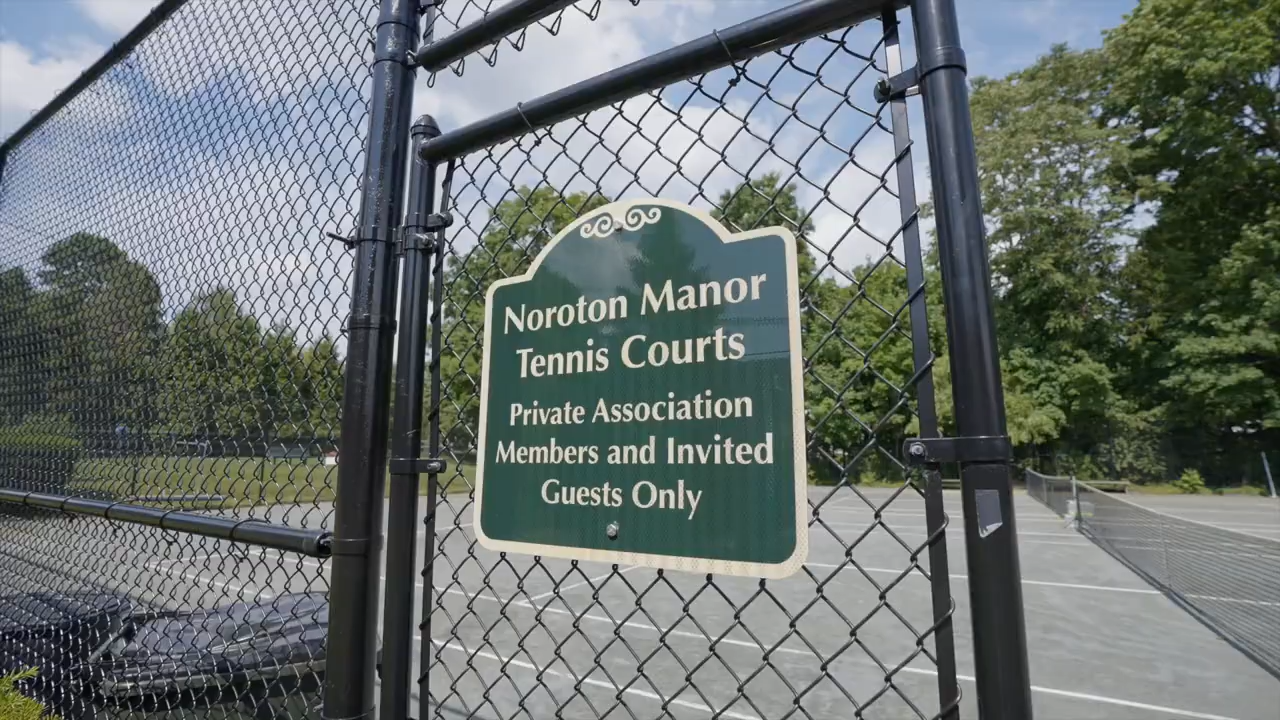 Noroton Manor
Tennis Courts
Private Association
Members and Invited
Guests Only